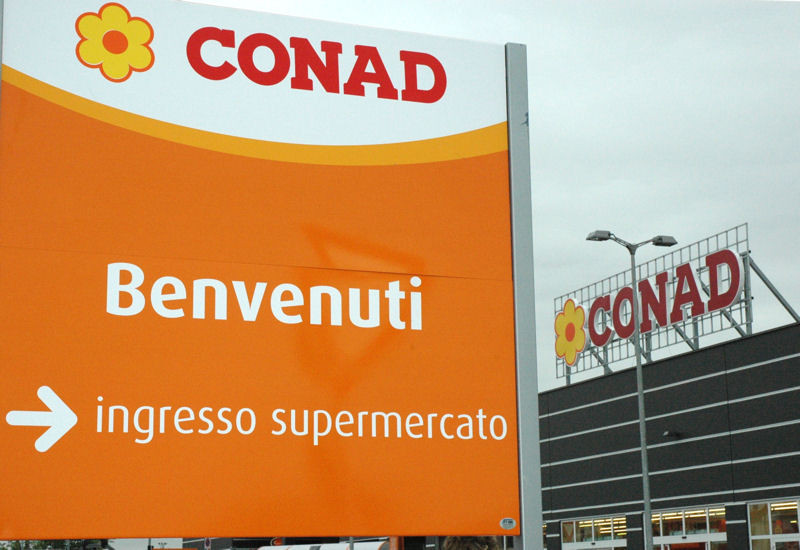 CONAD
Benvenuti
ingresso supermercato
CONAD